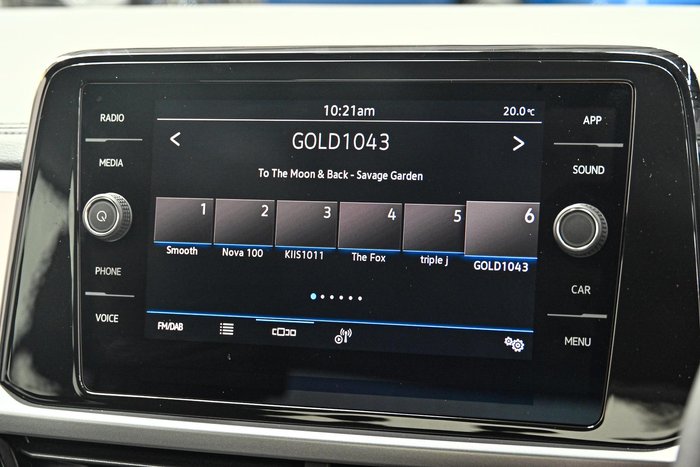 10:21am 20.0℃
RADIO
APP
GOLD1043
MEDIA
SOUND
To The Moon & Back - Savage Garden
1 2 3 4 5 6
Smooth Nova 100 KIIS1011 The Fox triple j GOLD1043
PHONE
CAR
VOICE
FM/DAB
MENU